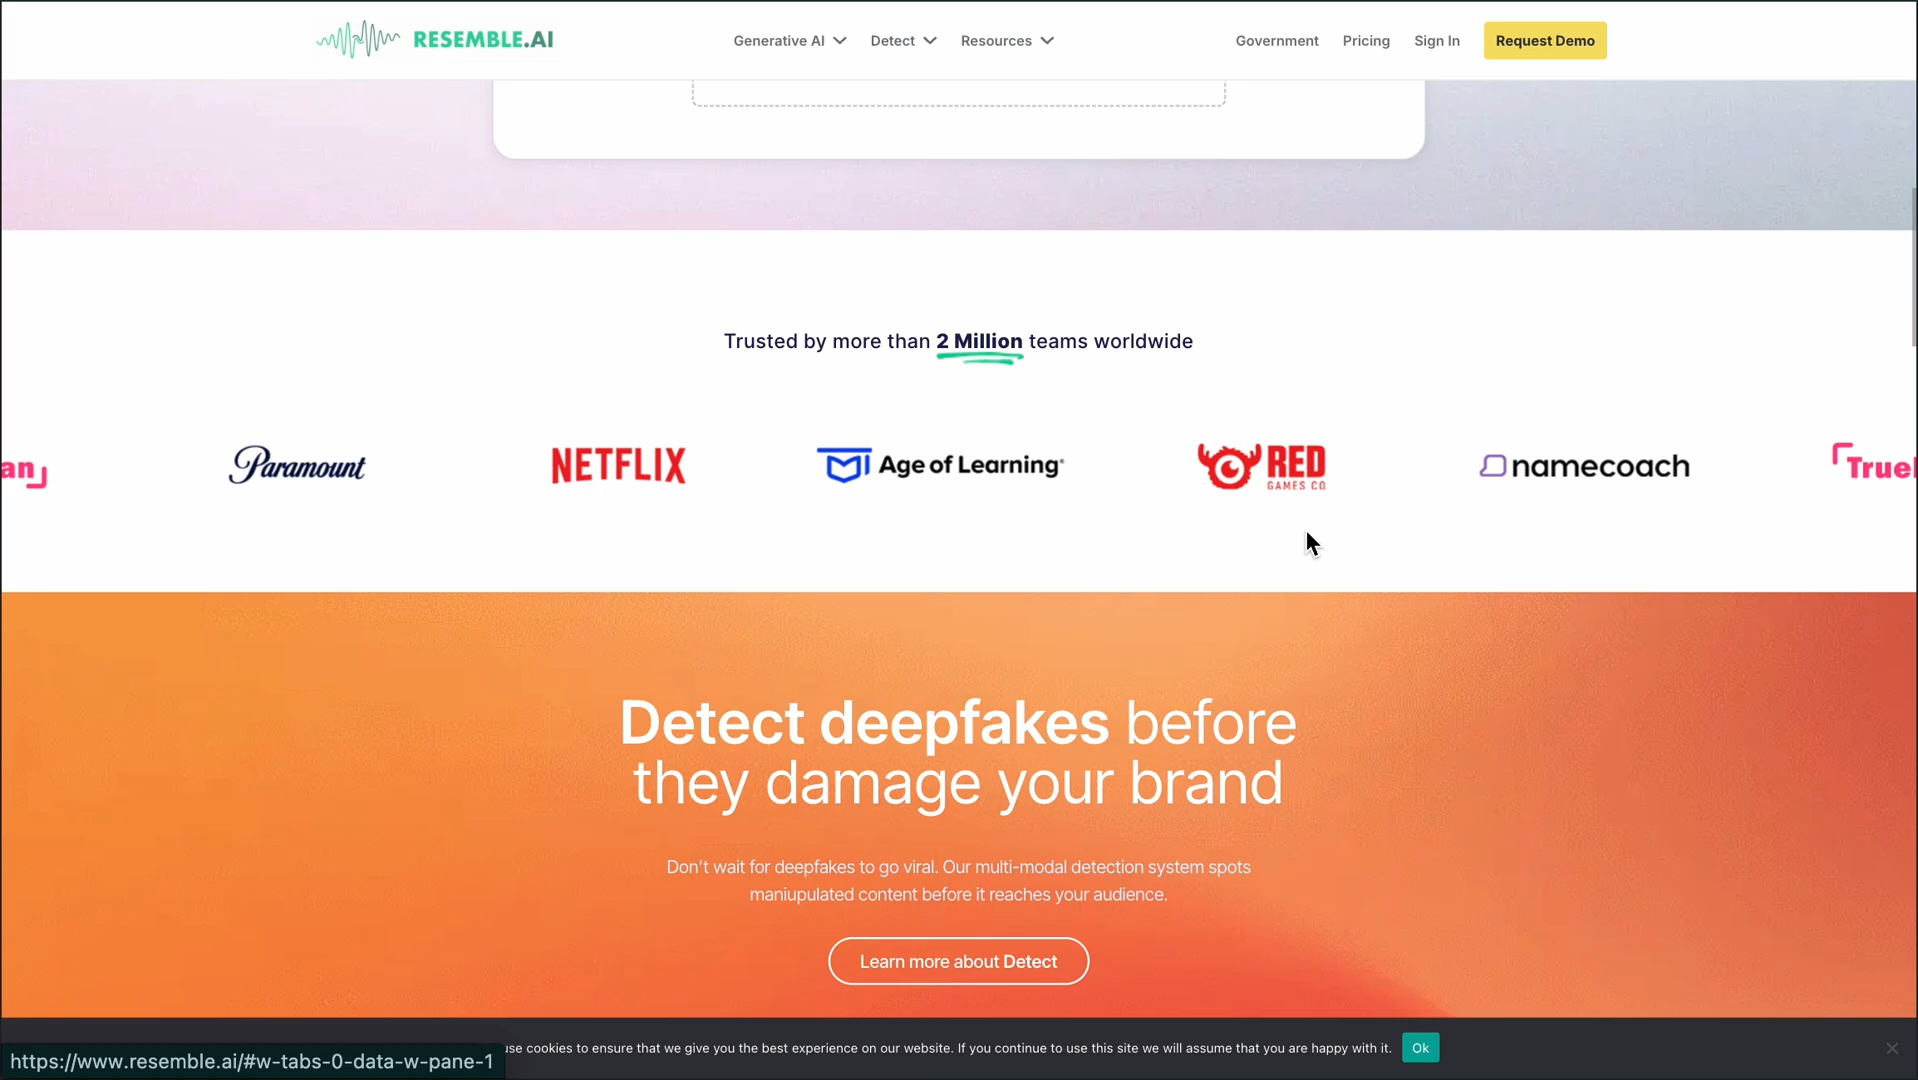 RESEMBLE.AI
Generative AI
Detect
Resources
Government
Pricing
Sign In
Request Demo
Trusted by more than 2 Million teams worldwide
an
Paramount
NETFLIX
Age of Learning
RED
GAMES CO.
namecoach
True
Detect deepfakes before
they damage your brand
Don't wait for deepfakes to go viral. Our multi-modal detection system spots
maniupulated content before it reaches your audience.
Learn more about Detect
use cookies to ensure that we give you the best experience on our website. If you continue to use this site we will assume that you are happy with it.
Ok
https://www.resemble.ai/#w-tabs-0-data-w-pane-1